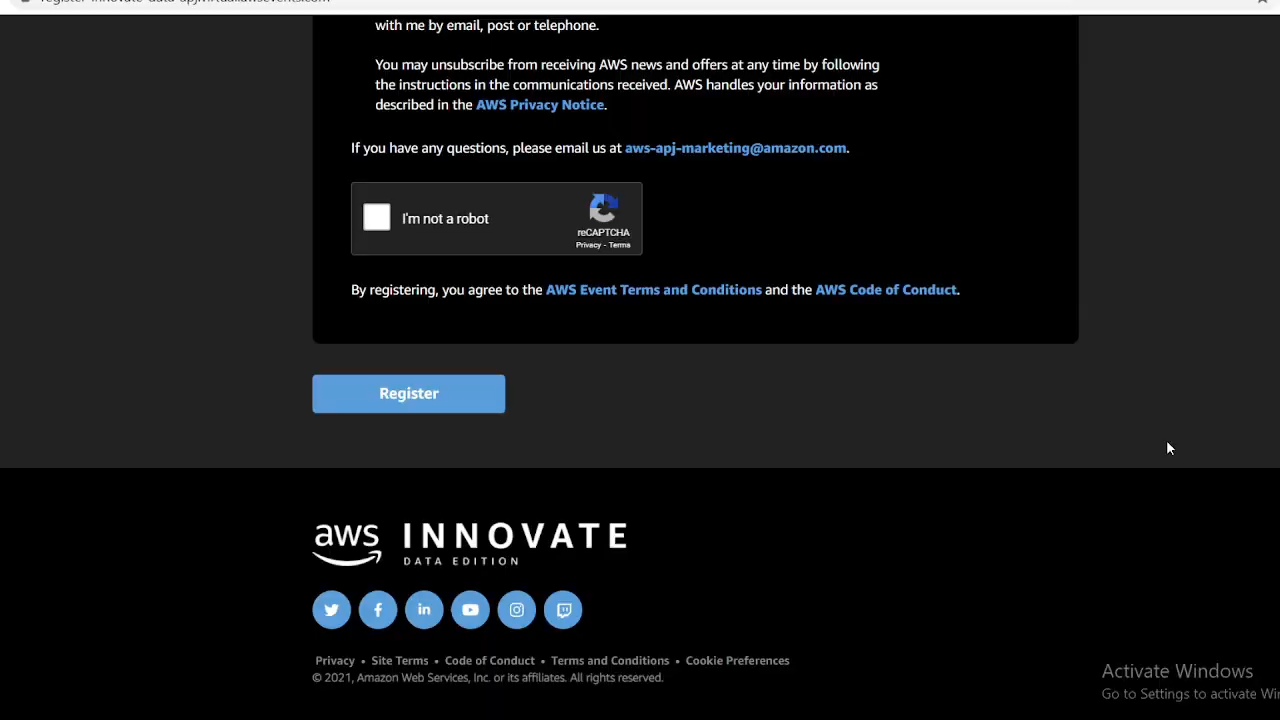 with me by email, post or telephone.
You may unsubscribe from receiving AWS news and offers at any time by following
the instructions in the communications received. AWS handles your information as
described in the AWS Privacy Notice.
If you have any questions, please email us at aws-apj-marketing@amazon.com.
I'm not a robot
reCAPTCHA
Privacy - Terms
By registering, you agree to the AWS Event Terms and Conditions and the AWS Code of Conduct.
Register
aws INNOVATE
DATA EDITION
Privacy • Site Terms • Code of Conduct • Terms and Conditions • Cookie Preferences
© 2021, Amazon Web Services, Inc. or its affiliates. All rights reserved.
Activate Windows
Go to Settings to activate